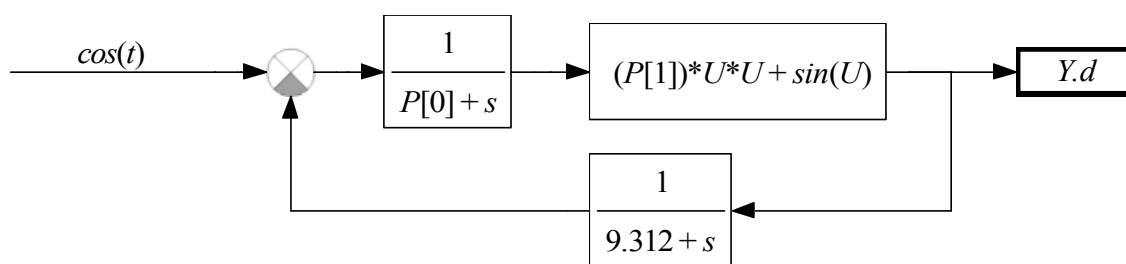 cos(t)
1
P[0] + s
(P[1])*U*U + sin(U)
Y.d
1
9.312 + s